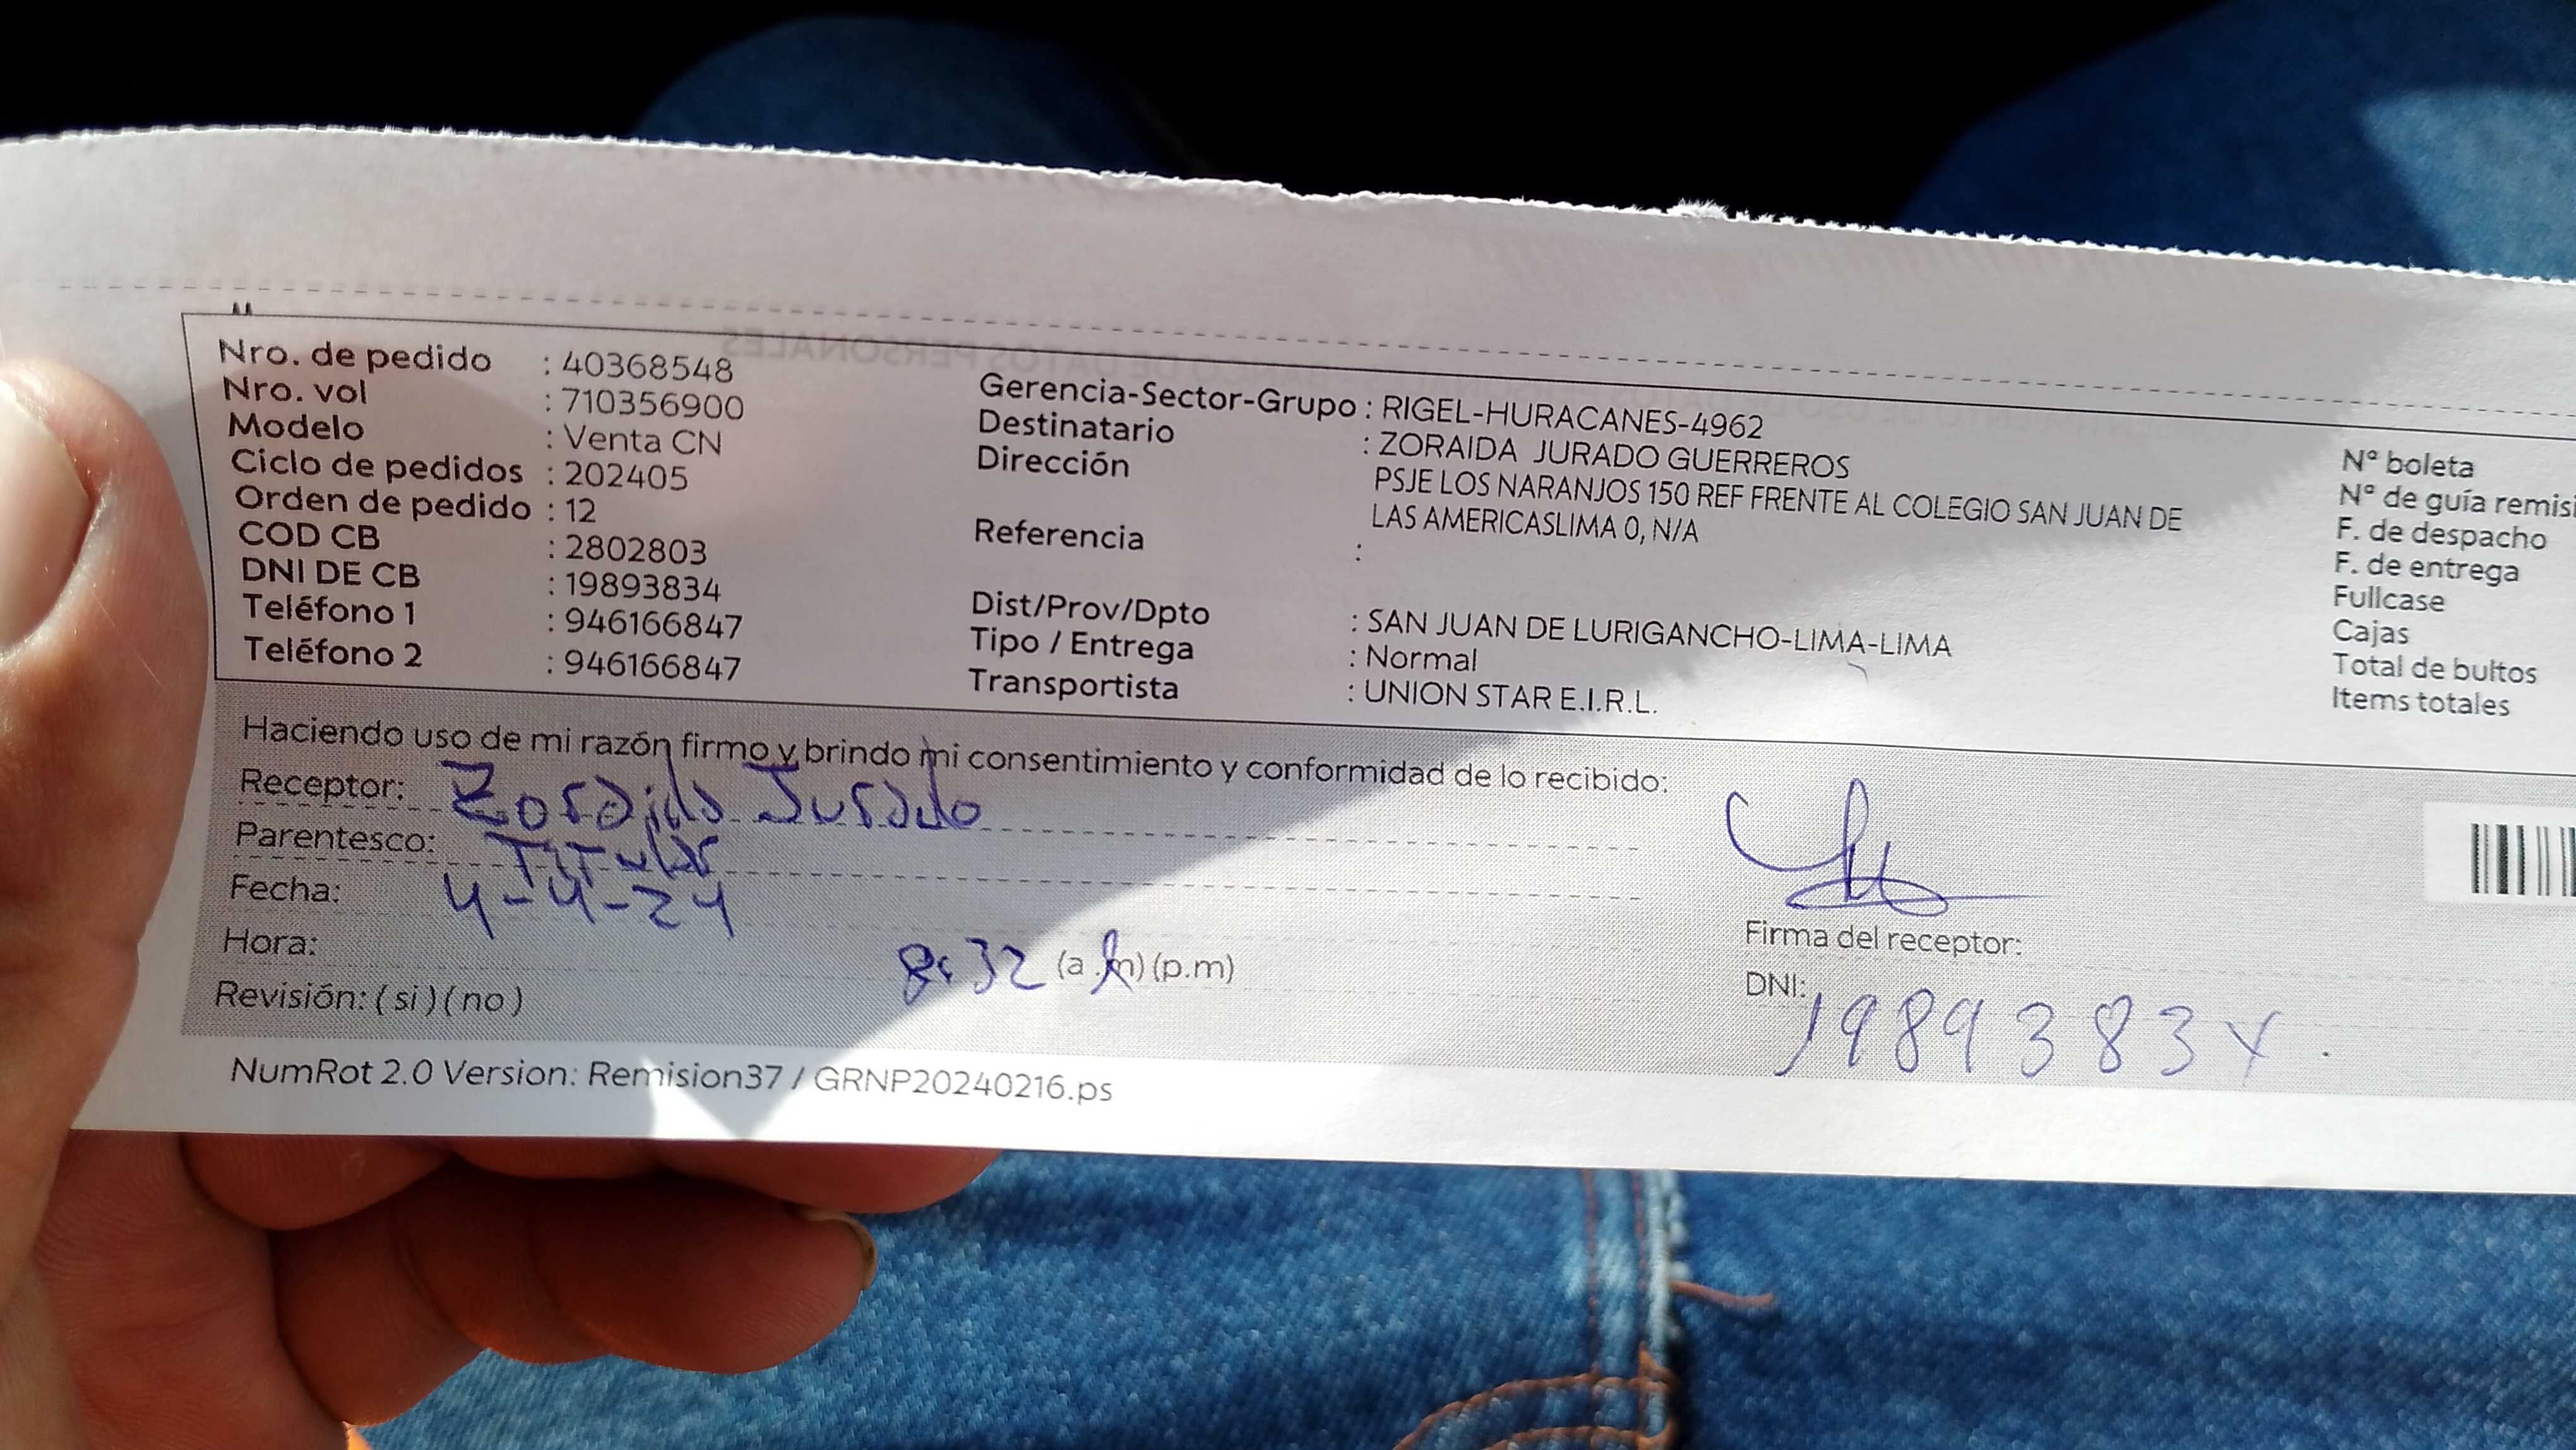 Nro. de pedido : 40368548
Nro. vol : 710356900
Modelo : Venta CN
Ciclo de pedidos : 202405
Orden de pedido : 12
COD CB : 2802803
DNI DE CB : 19893834
Teléfono 1 : 946166847
Teléfono 2 : 946166847
Gerencia-Sector-Grupo : RIGEL-HURACANES-4962
Destinatario : ZORAIDA JURADO GUERREROS
Dirección PSJE LOS NARANJOS 150 REF FRENTE AL COLEGIO SAN JUAN DE
LAS AMERICASLIMA 0, N/A
Referencia :
Dist/Prov/Dpto : SAN JUAN DE LURIGANCHO-LIMA-LIMA
Tipo / Entrega : Normal
Transportista : UNION STAR E.I.R.L.
N° boleta
N° de guía remisi
F. de despacho
F. de entrega
Fullcase
Cajas
Total de bultos
Items totales
Haciendo uso de mi razón firmo y brindo mi consentimiento y conformidad de lo recibido:
Receptor: Zoraida Jurado
Parentesco: Titular
Fecha: 4-4-24
Hora: 8:32 (a.m) (p.m)
Revisión: ( si ) ( no )
Firma del receptor:
DNI: 19893834
NumRot 2.0 Version: Remision37 / GRNP20240216.ps